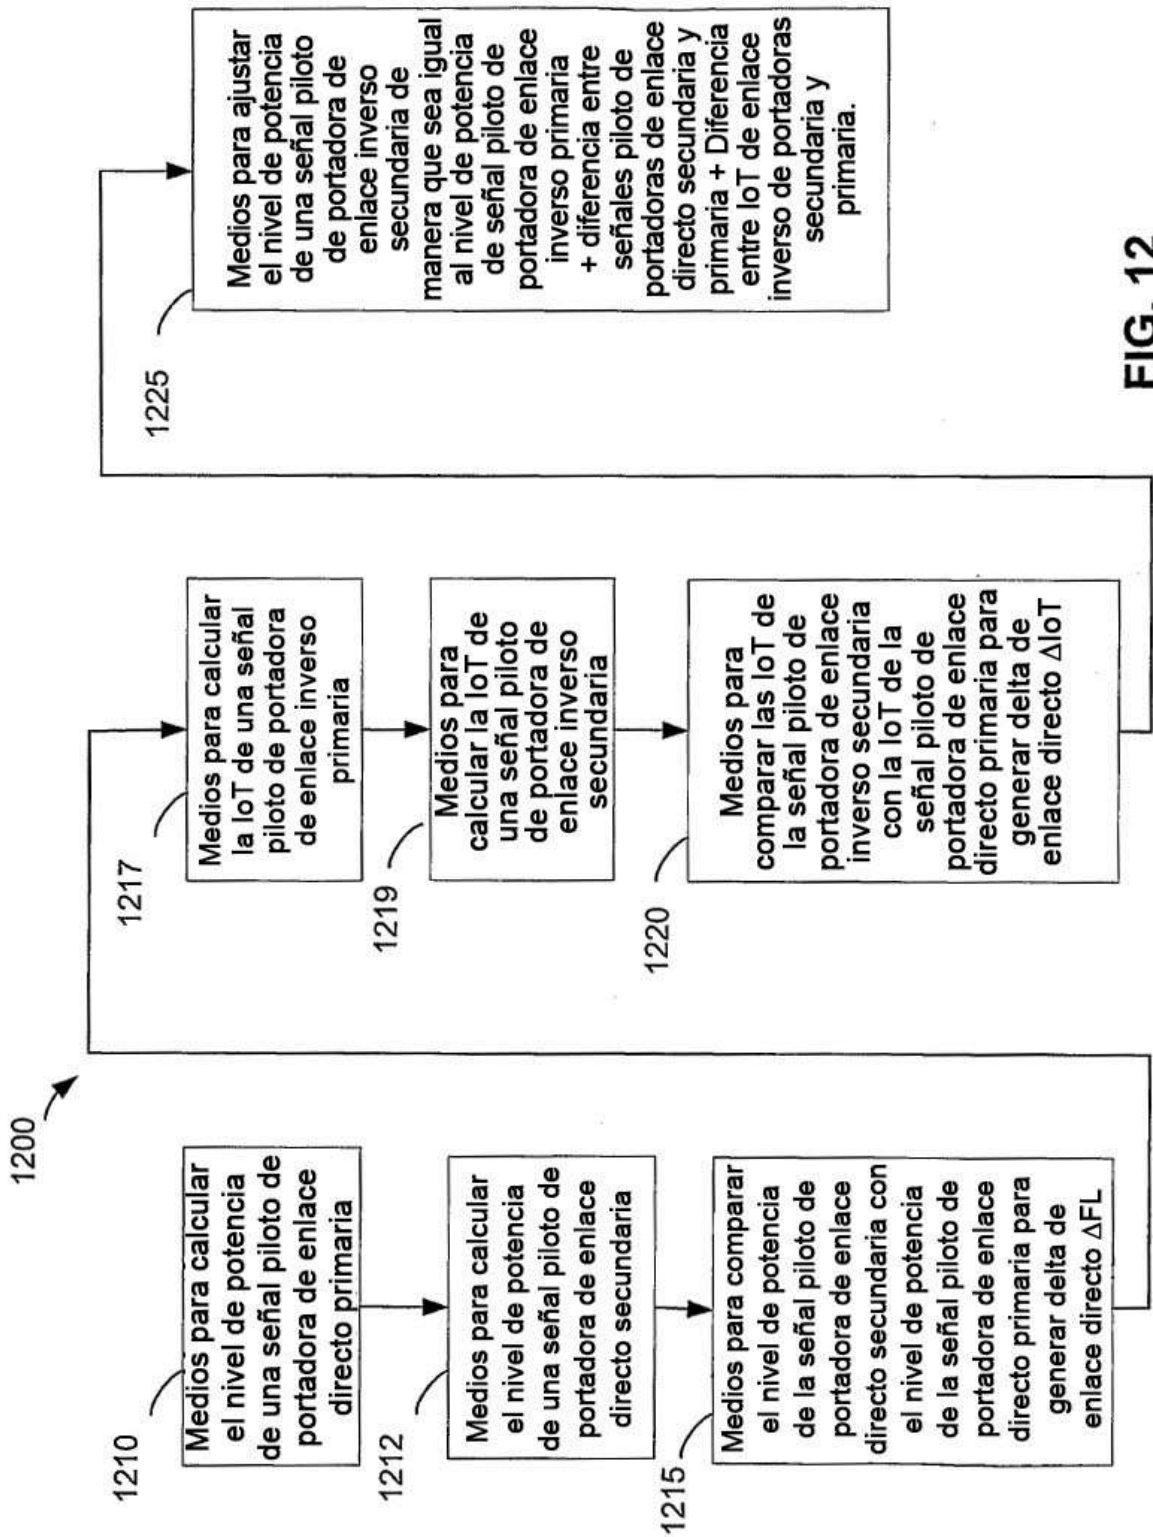 1200
1210
Medios para calcular
el nivel de potencia
de una señal piloto de
portadora de enlace
directo primaria
1212
Medios para calcular
el nivel de potencia
de una señal piloto de
portadora de enlace
directo secundaria
1215
Medios para comparar
el nivel de potencia
de la señal piloto de
portadora de enlace
directo secundaria con
el nivel de potencia
de la señal piloto de
portadora de enlace
directo primaria para
generar delta de
enlace directo ΔFL
1217
Medios para calcular
la IoT de una señal
piloto de portadora
de enlace inverso
primaria
1219
Medios para
calcular la IoT de
una señal piloto
de portadora de
enlace inverso
secundaria
1220
Medios para
comparar las IoT de
la señal piloto de
portadora de enlace
inverso secundaria
con la IoT de la
señal piloto de
portadora de enlace
directo primaria para
generar delta de
enlace directo ΔIoT
1225
Medios para ajustar
el nivel de potencia
de una señal piloto
de portadora de
enlace inverso
secundaria de
manera que sea igual
al nivel de potencia
de señal piloto de
portadora de enlace
inverso primaria
+ diferencia entre
señales piloto de
portadoras de enlace
directo secundaria y
primaria + Diferencia
entre IoT de enlace
inverso de portadoras
secundaria y
primaria.
FIG. 12